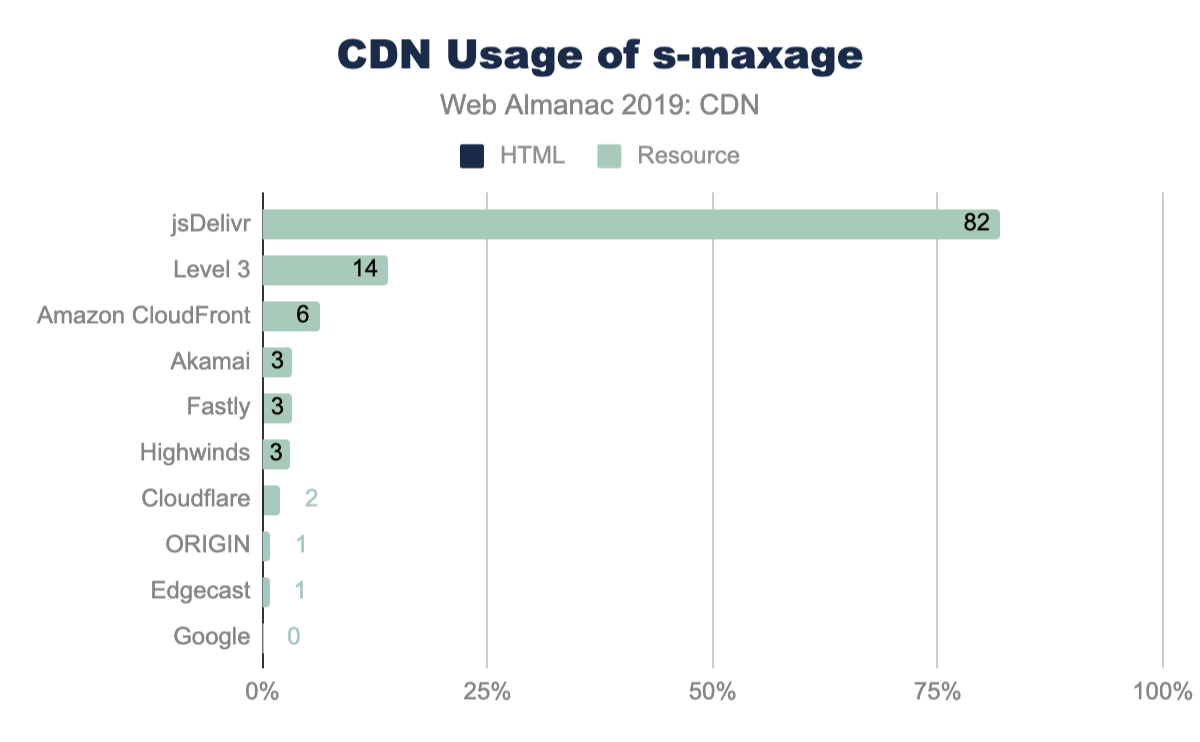 CDN Usage of s-maxage
Web Almanac 2019: CDN
HTML Resource
jsDelivr 82
Level 3 14
Amazon CloudFront 6
Akamai 3
Fastly 3
Highwinds 3
Cloudflare 2
ORIGIN 1
Edgecast 1
Google 0
0% 25% 50% 75% 100%